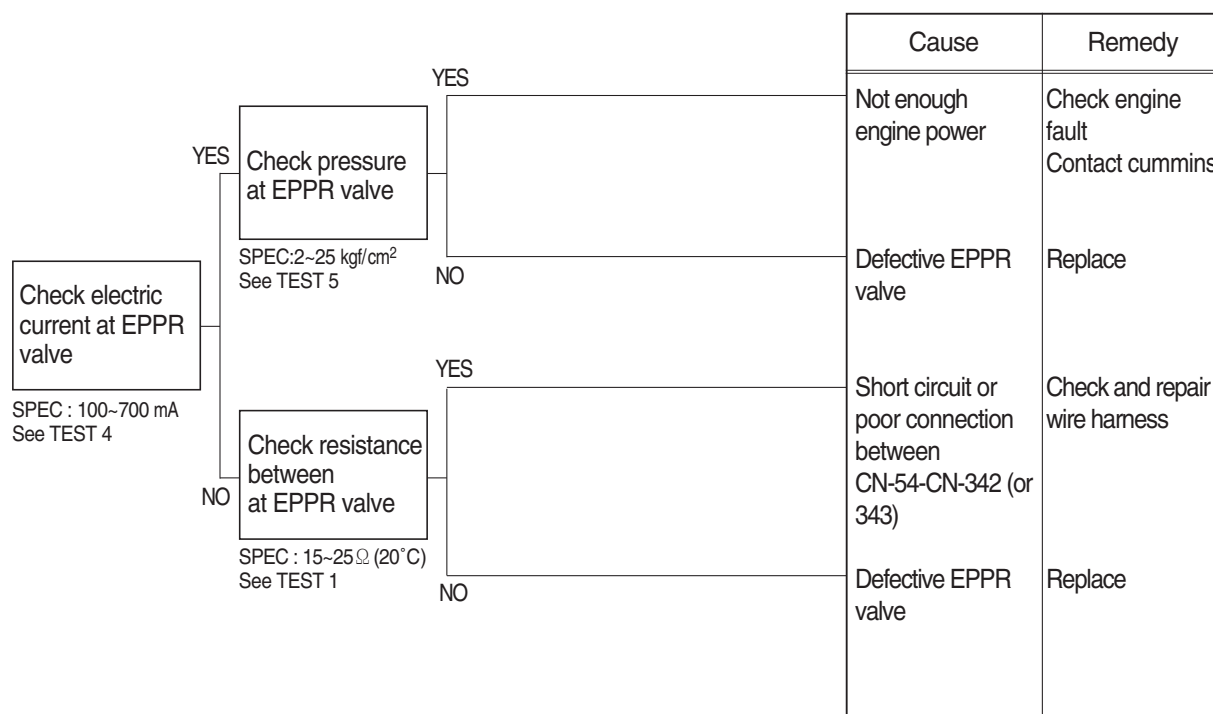 Cause
Remedy
YES
Not enough
engine power
Check engine
fault
Contact cummins
YES
Check pressure
at EPPR valve
SPEC:2~25 kgf/cm²
See TEST 5
NO
Defective EPPR
valve
Replace
Check electric
current at EPPR
valve
SPEC : 100~700 mA
See TEST 4
YES
Short circuit or
poor connection
between
CN-54-CN-342 (or
343)
Check and repair
wire harness
NO
Check resistance
between
at EPPR valve
SPEC : 15~25Ω (20˚C)
See TEST 1
NO
Defective EPPR
valve
Replace